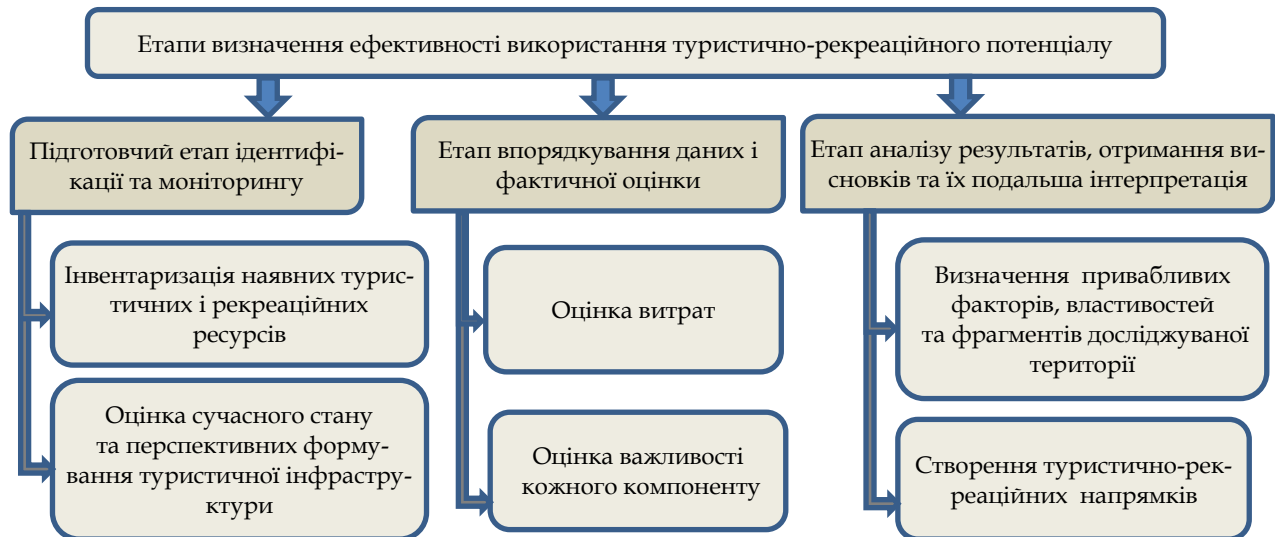 Етапи визначення ефективності використання туристично-рекреаційного потенціалу
Підготовчий етап ідентифі-
кації та моніторингу
Інвентаризація наявних турис-
тичних і рекреаційних
ресурсів
Оцінка сучасного стану
та перспективних форму-
вання туристичної інфрастру-
ктури
Етап впорядкування даних і
фактичної оцінки
Оцінка витрат
Оцінка важливості
кожного компоненту
Етап аналізу результатів, отримання ви-
сновків та їх подальша інтерпретація
Визначення привабливих
факторів, властивостей
та фрагментів досліджуваної
території
Створення туристично-рек-
реаційних напрямків